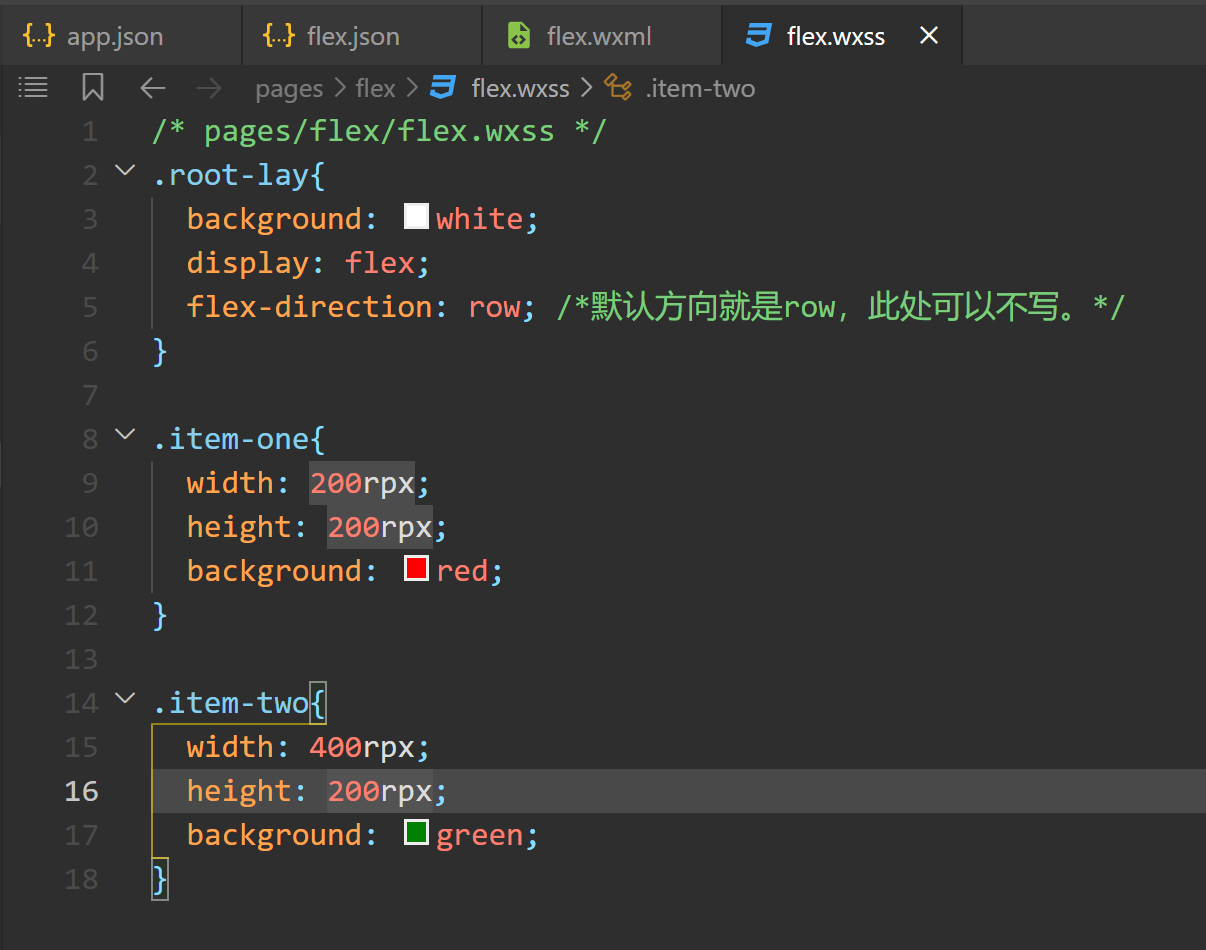 {..} app.json {..} flex.json flex.wxml flex.wxss
pages > flex > flex.wxss > .item-two
1 /* pages/flex/flex.wxss */
2 .root-lay{
3 background: white;
4 display: flex;
5 flex-direction: row; /*默认方向就是row，此处可以不写。*/
6 }
7
8 .item-one{
9 width: 200rpx;
10 height: 200rpx;
11 background: red;
12 }
13
14 .item-two{
15 width: 400rpx;
16 height: 200rpx;
17 background: green;
18 }